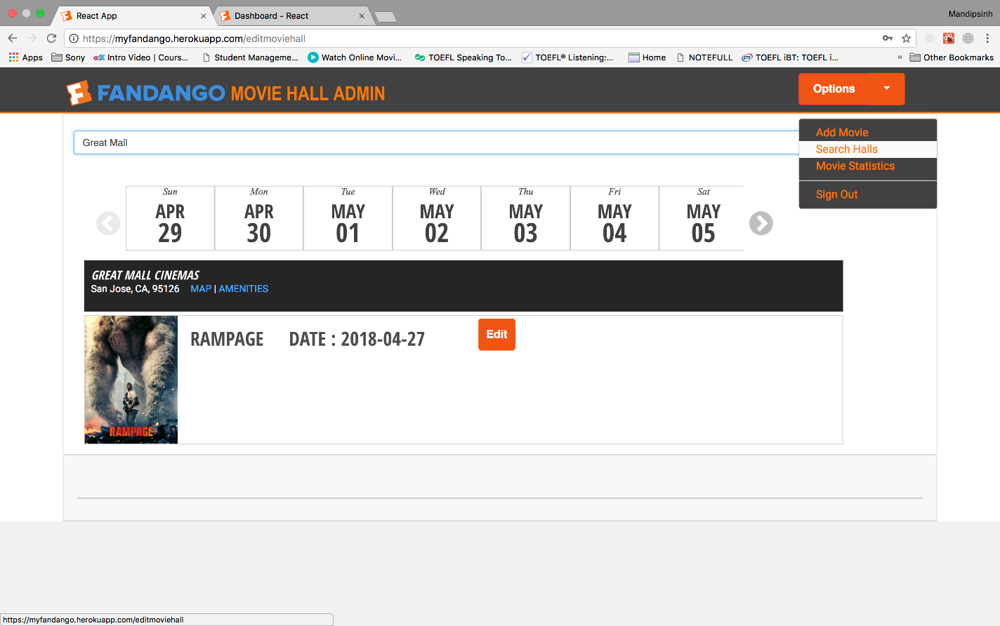 React App
Dashboard - React
Mandipsinh
https://myfandango.herokuapp.com/editmoviehall
Apps Sony edX Intro Video | Cours... Student Manageme... Watch Online Movi... TOEFL Speaking To... TOEFL® Listening:... Home NOTEFULL ETS TOEFL iBT: TOEFL i... » Other Bookmarks
FANDANGO MOVIE HALL ADMIN
Options
Add Movie
Search Halls
Movie Statistics
Sign Out
Great Mall
Sun Mon Tue Wed Thu Fri Sat
APR APR MAY MAY MAY MAY MAY
29 30 01 02 03 04 05
GREAT MALL CINEMAS
San Jose, CA, 95126 MAP | AMENITIES
RAMPAGE DATE : 2018-04-27 Edit
RAMPAGE
https://myfandango.herokuapp.com/editmoviehall